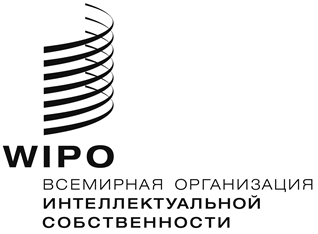 WIPO
ВСЕМИРНАЯ ОРГАНИЗАЦИЯ
ИНТЕЛЛЕКТУАЛЬНОЙ
СОБСТВЕННОСТИ